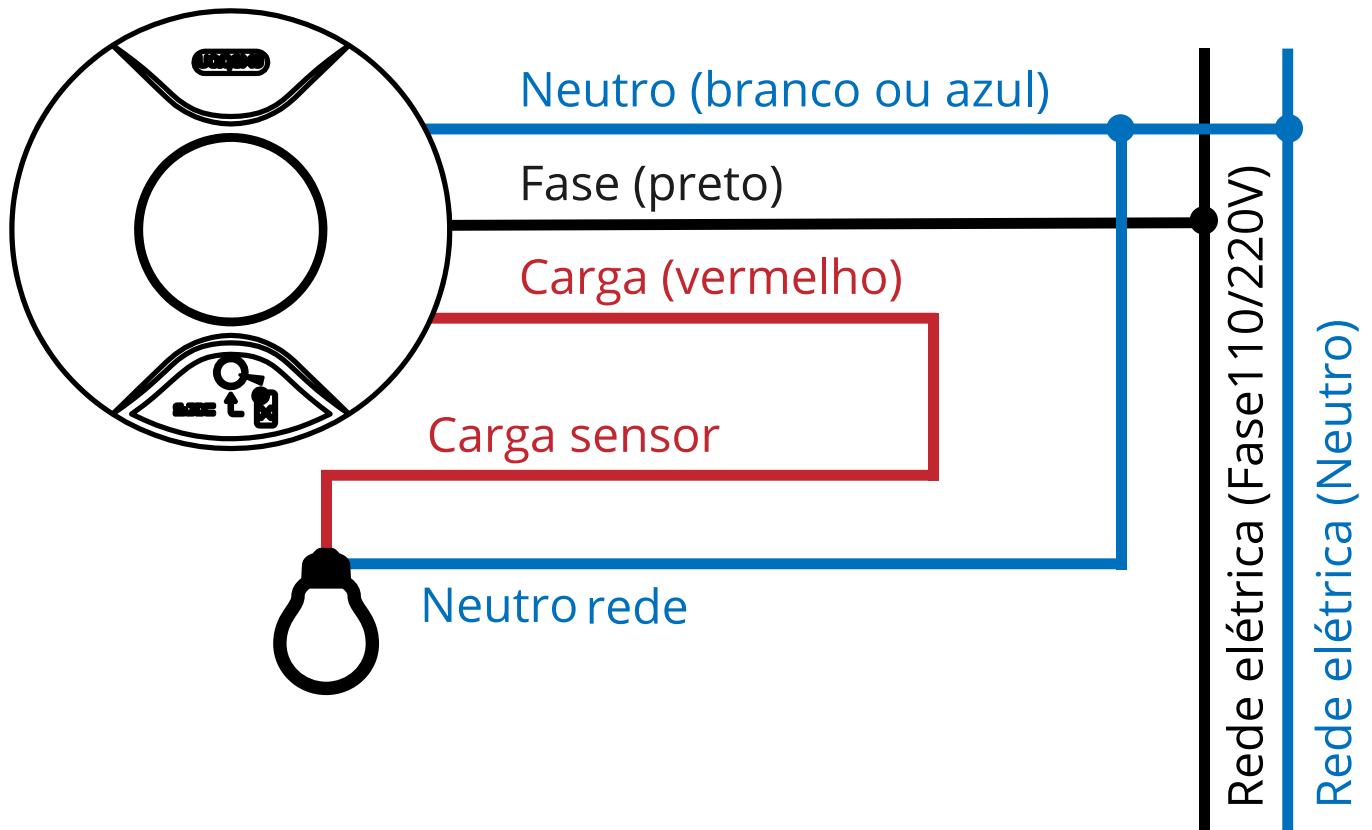 Neutro (branco ou azul)
Fase (preto)
Carga (vermelho)
Carga sensor
Neutro rede
Rede elétrica (Fase110/220V)
Rede elétrica (Neutro)